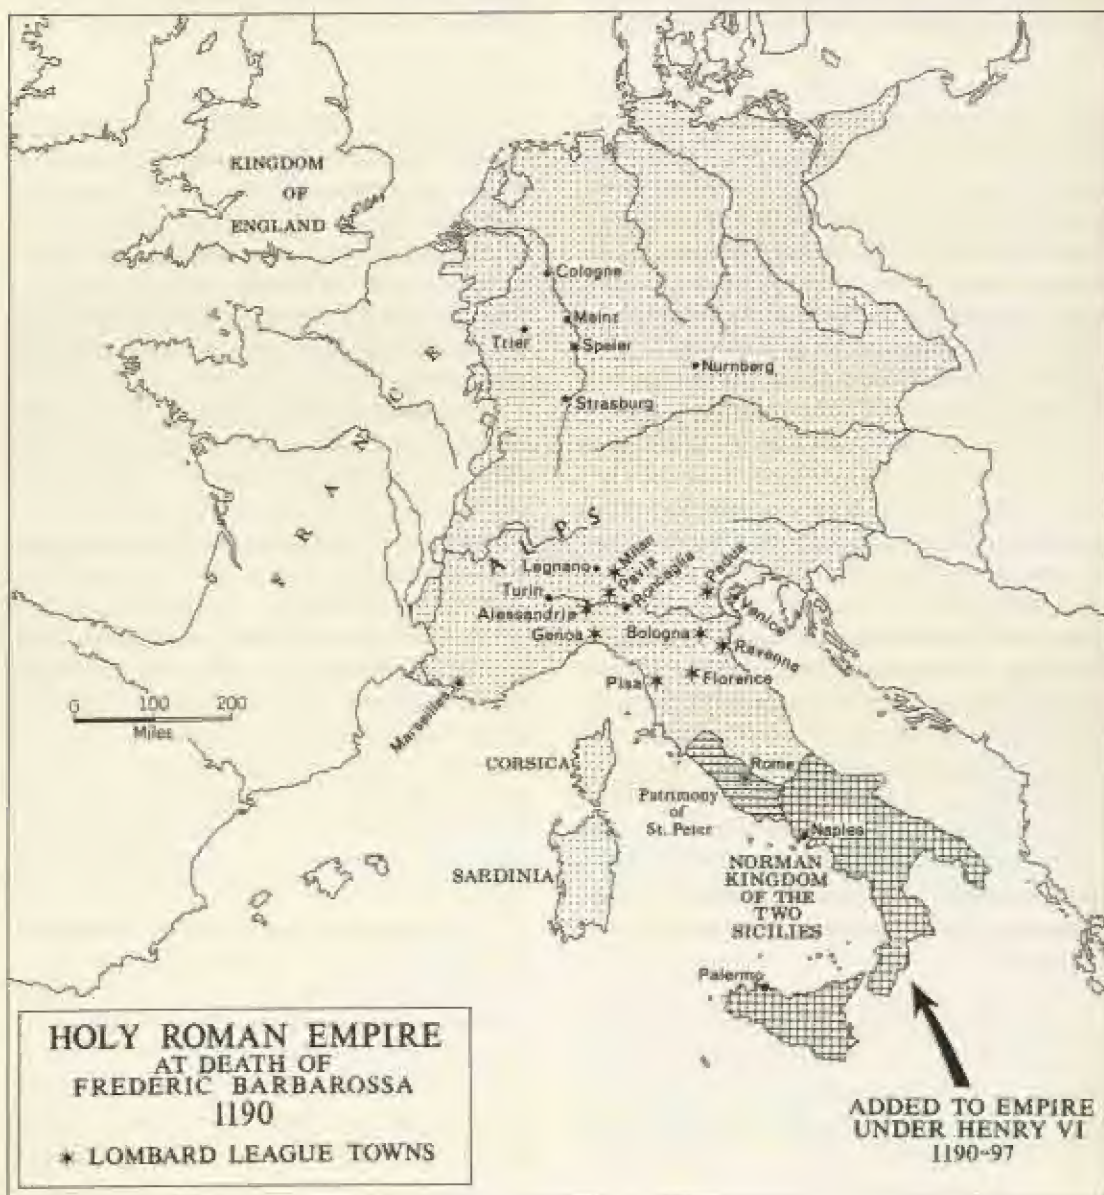 KINGDOM
OF
ENGLAND
Cologne
Mainz
Trier
Speier
Nurnberg
Strasburg
FRANCE
ALPS
Legnano
Milan
Pavia
Roncaglia
Padua
Venice
Turin
Alessandria
Genoa
Bologna
Ravenna
Pisa
Florence
Marseilles
0 100 200
Miles
CORSICA
Rome
Patrimony
of
St. Peter
Naples
SARDINIA
NORMAN
KINGDOM
OF THE
TWO
SICILIES
Palermo
HOLY ROMAN EMPIRE
AT DEATH OF
FREDERIC BARBAROSSA
1190
* LOMBARD LEAGUE TOWNS
ADDED TO EMPIRE
UNDER HENRY VI
1190-97